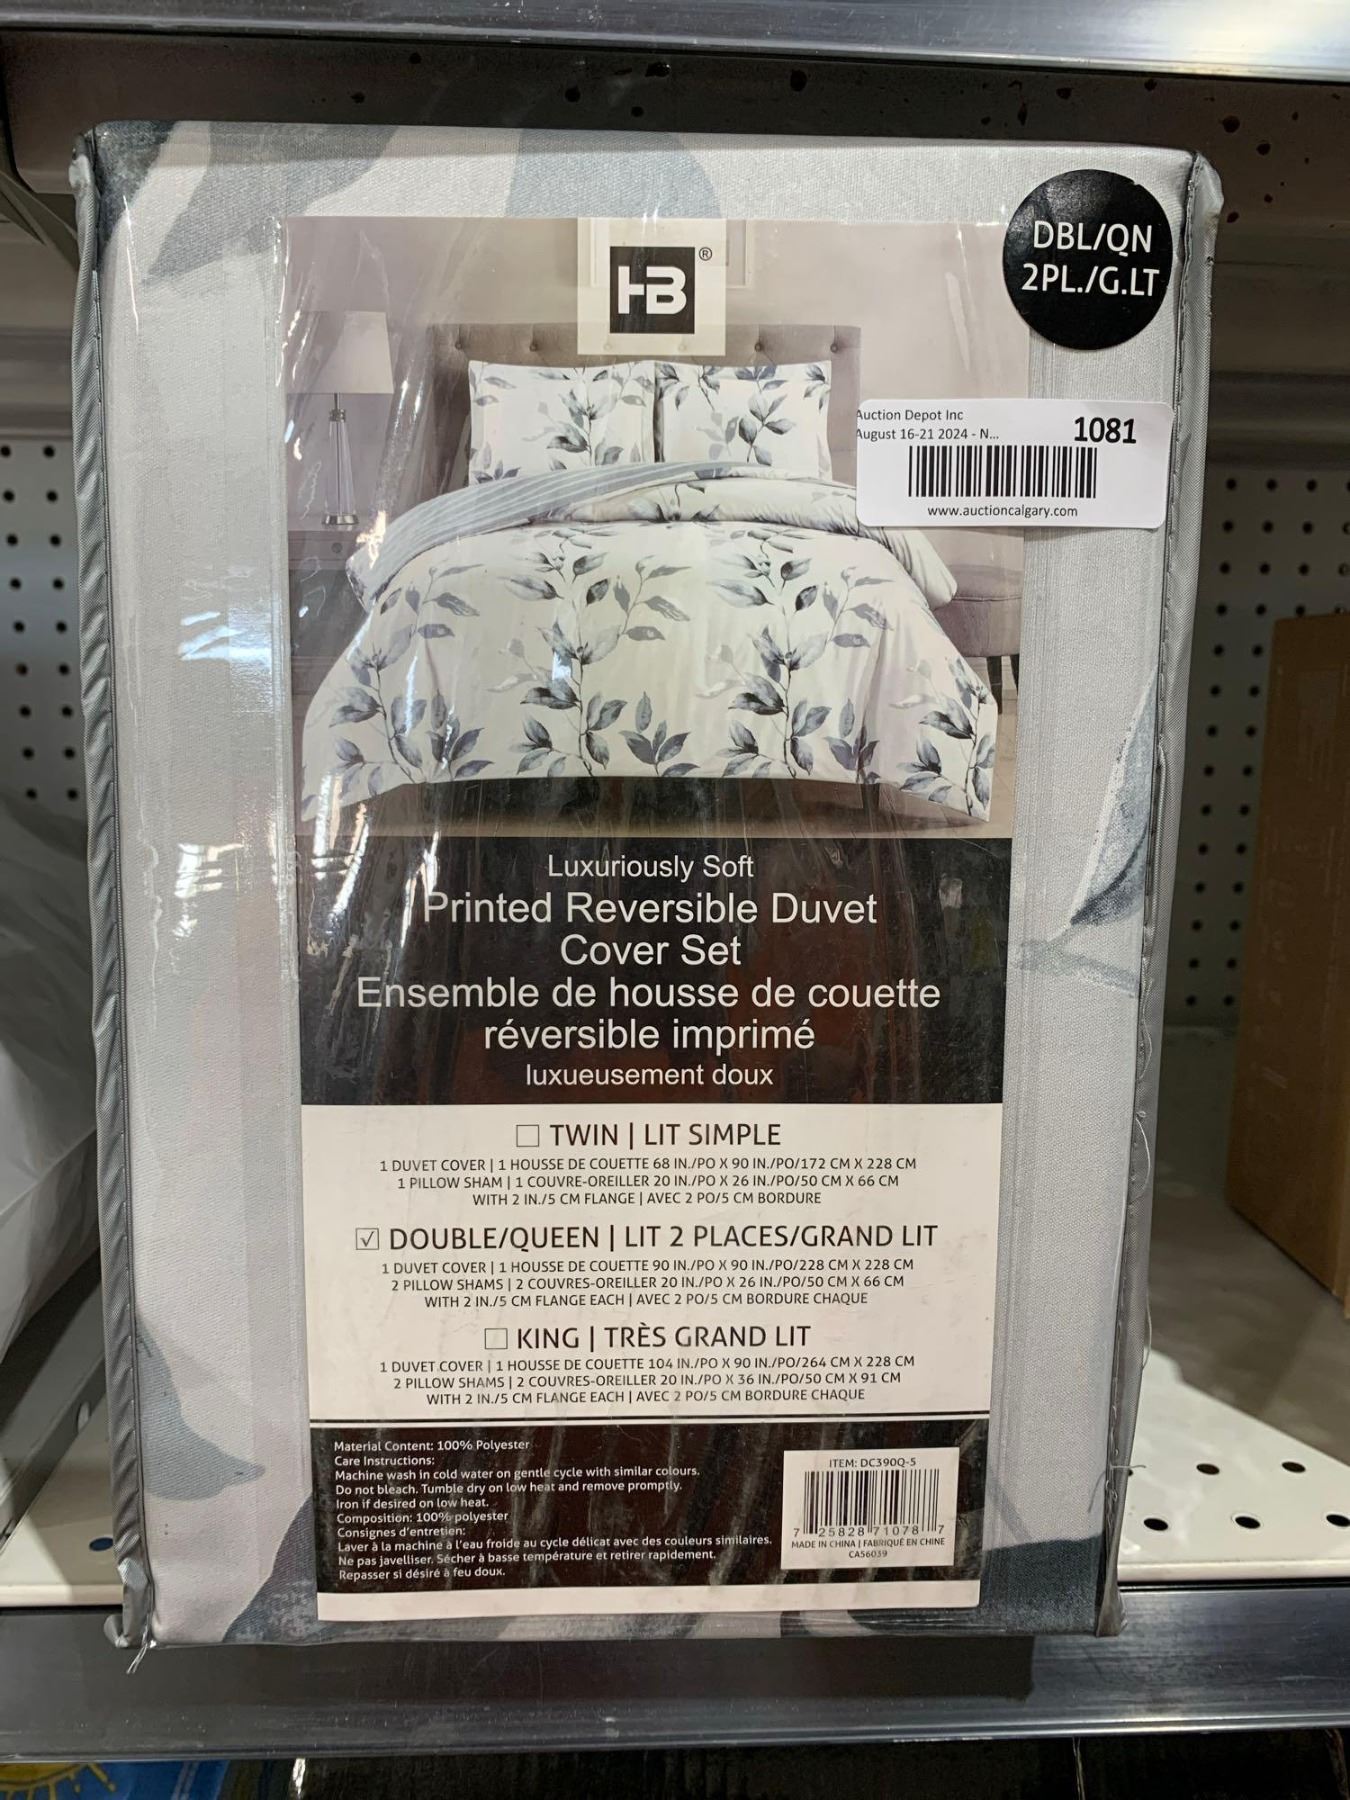 HB®
DBL/QN
2PL./G.LT
Auction Depot Inc
August 16-21 2024 - N...
1081
www.auctioncalgary.com
Luxuriously Soft
Printed Reversible Duvet
Cover Set
Ensemble de housse de couette
réversible imprimé
luxueusement doux
☐ TWIN | LIT SIMPLE
1 DUVET COVER | 1 HOUSSE DE COUETTE 68 IN./PO X 90 IN./PO/172 CM X 228 CM
1 PILLOW SHAM | 1 COUVRE-OREILLER 20 IN./PO X 26 IN./PO/50 CM X 66 CM
WITH 2 IN./5 CM FLANGE | AVEC 2 PO/5 CM BORDURE
☑ DOUBLE/QUEEN | LIT 2 PLACES/GRAND LIT
1 DUVET COVER | 1 HOUSSE DE COUETTE 90 IN./PO X 90 IN./PO/228 CM X 228 CM
2 PILLOW SHAMS | 2 COUVRES-OREILLER 20 IN./PO X 26 IN./PO/50 CM X 66 CM
WITH 2 IN./5 CM FLANGE EACH | AVEC 2 PO/5 CM BORDURE CHAQUE
☐ KING | TRÈS GRAND LIT
1 DUVET COVER | 1 HOUSSE DE COUETTE 104 IN./PO X 90 IN./PO/264 CM X 228 CM
2 PILLOW SHAMS | 2 COUVRES-OREILLER 20 IN./PO X 36 IN./PO/50 CM X 91 CM
WITH 2 IN./5 CM FLANGE EACH | AVEC 2 PO/5 CM BORDURE CHAQUE
Material Content: 100% Polyester
Care Instructions:
Machine wash in cold water on gentle cycle with similar colours.
Do not bleach. Tumble dry on low heat and remove promptly.
Iron if desired on low heat.
Composition: 100% polyester
Consignes d'entretien:
Laver à la machine à l'eau froide au cycle délicat avec des couleurs similaires.
Ne pas javelliser. Sécher à basse température et retirer rapidement.
Repasser si désiré à feu doux.
ITEM: DC390Q-5
7 25828 71078 7
MADE IN CHINA | FABRIQUÉ EN CHINE
CA56039